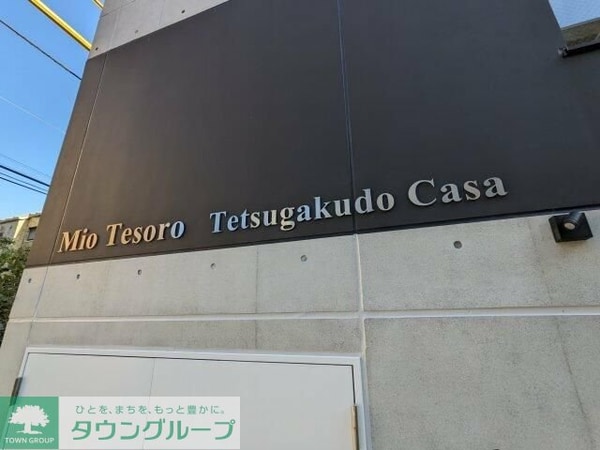 Mio Tesoro Tetsugakudo Casa
ひとを、まちを、もっと豊かに。
タウングループ
TOWN GROUP